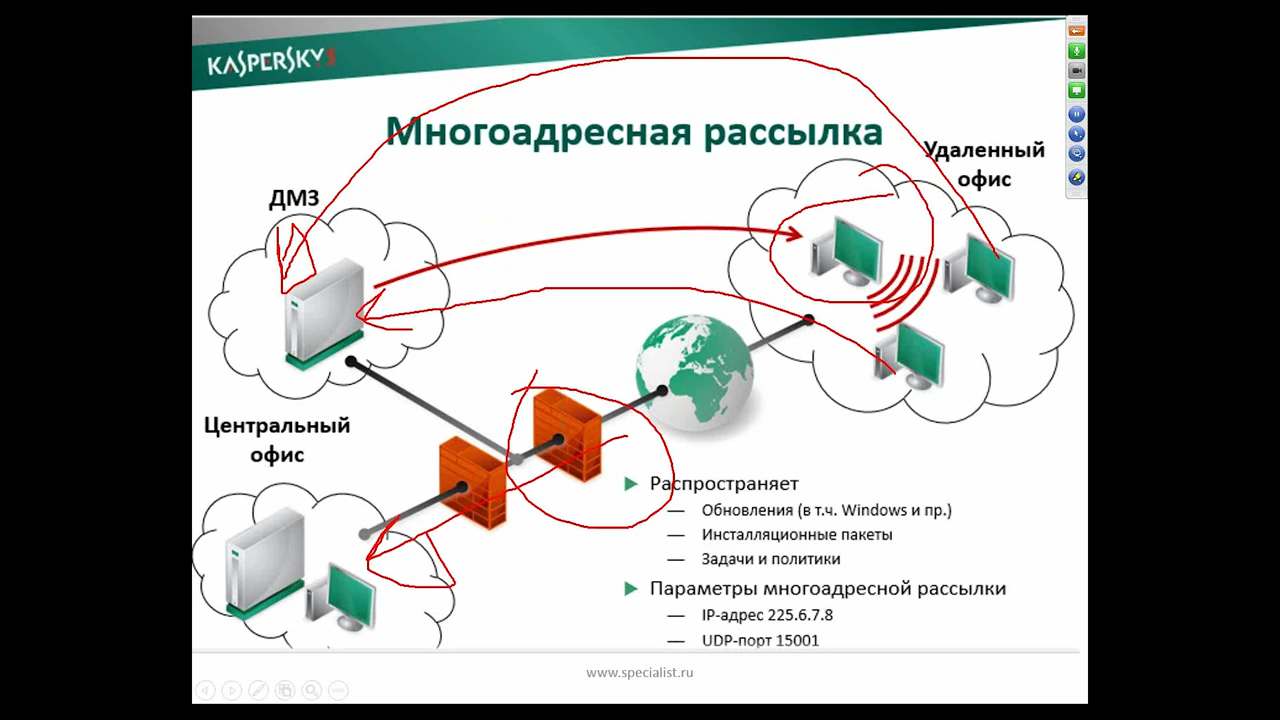 KASPERSKY
Многоадресная рассылка
Удаленный
офис
ДМЗ
Центральный
офис
Распространяет
— Обновления (в т.ч. Windows и пр.)
— Инсталляционные пакеты
— Задачи и политики
Параметры многоадресной рассылки
— IP-адрес 225.6.7.8
— UDP-порт 15001
www.specialist.ru